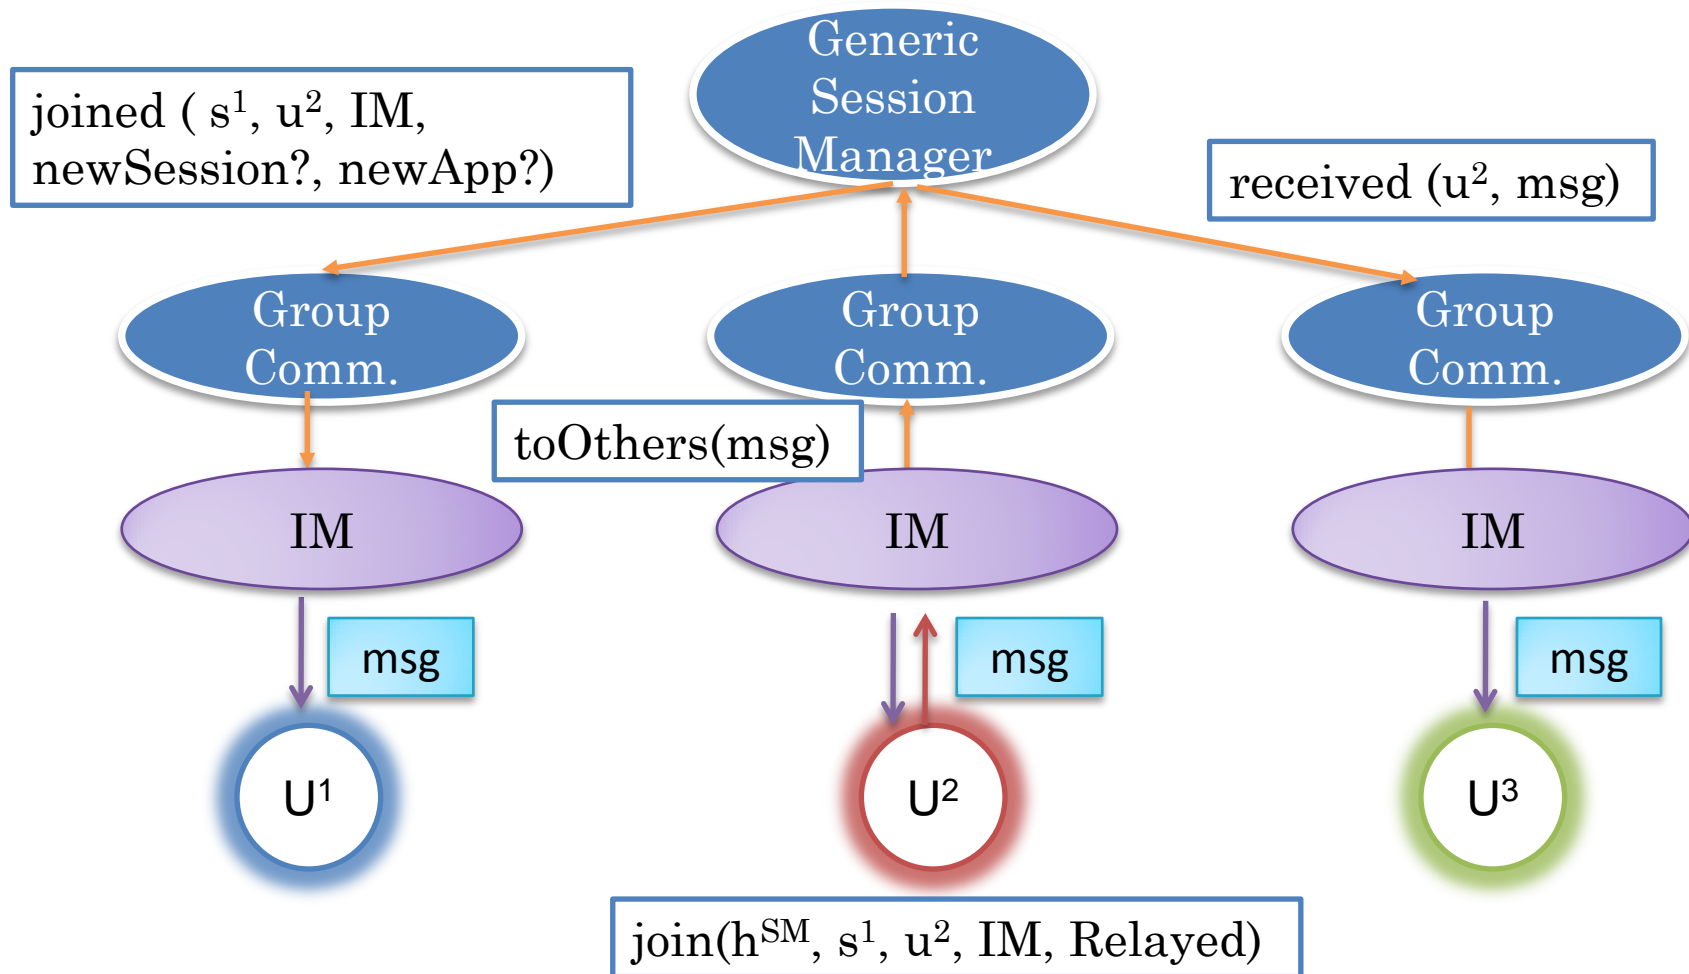 Generic
Session
Manager
joined ( s¹, u², IM,
newSession?, newApp?)
received (u², msg)
Group
Comm.
Group
Comm.
Group
Comm.
toOthers(msg)
IM
IM
IM
msg
msg
msg
U¹
U²
U³
join(hˢᴹ, s¹, u², IM, Relayed)